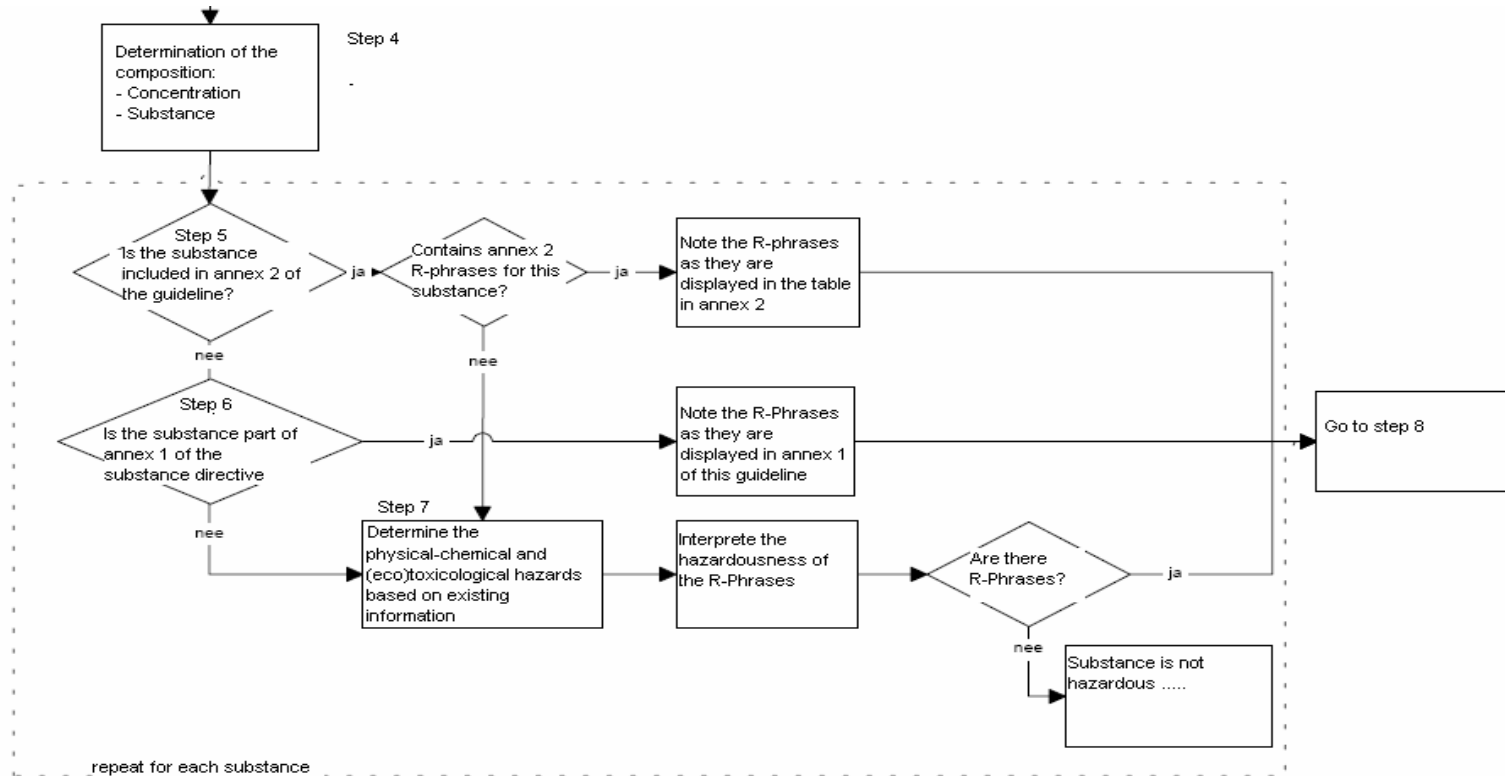 Determination of the
composition:
- Concentration
- Substance
Step 4
-
Step 5
Is the substance
included in annex 2 of
the guideline?
ja
Contains annex 2
R-phrases for this
substance?
ja
Note the R-phrases
as they are
displayed in the table
in annex 2
nee
nee
Step 6
Is the substance part of
annex 1 of the
substance directive
ja
Note the R-Phrases
as they are
displayed in annex 1
of this guideline
Go to step 8
nee
Step 7
Determine the
physical-chemical and
(eco)toxicological hazards
based on existing
information
Interprete the
hazardousness of
the R-Phrases
Are there
R-Phrases?
ja
nee
Substance is not
hazardous .....
repeat for each substance